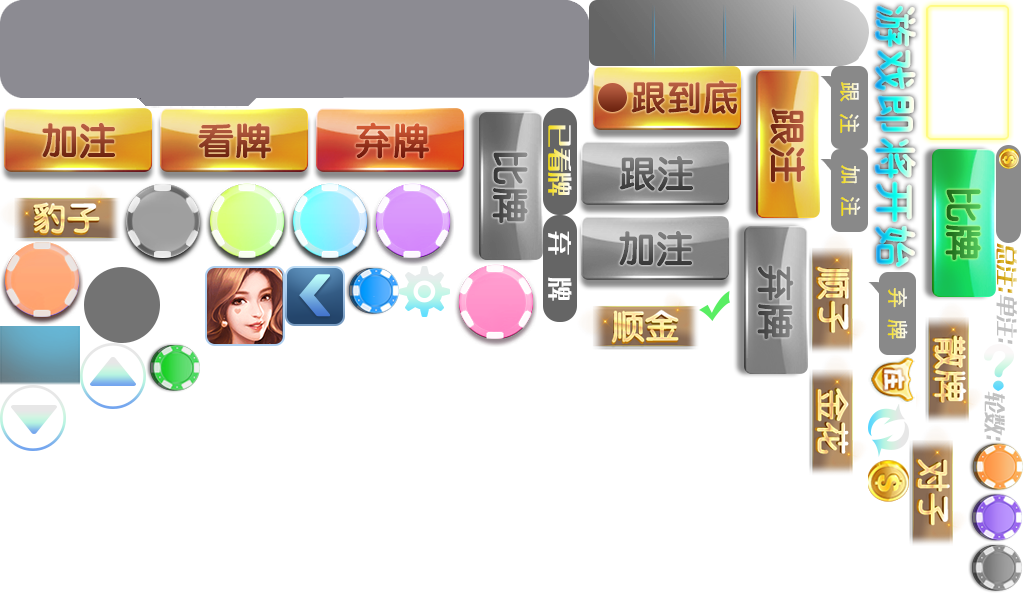 游戏即将开始
跟到底
加注
看牌
弃牌
比牌
已看牌
弃 牌
跟注
跟注
跟注
加注
比牌
豹子
加注
弃牌
顺子
顺金
弃牌
总注:
单注:
散牌
庄
金花
轮数:
对子
$
$